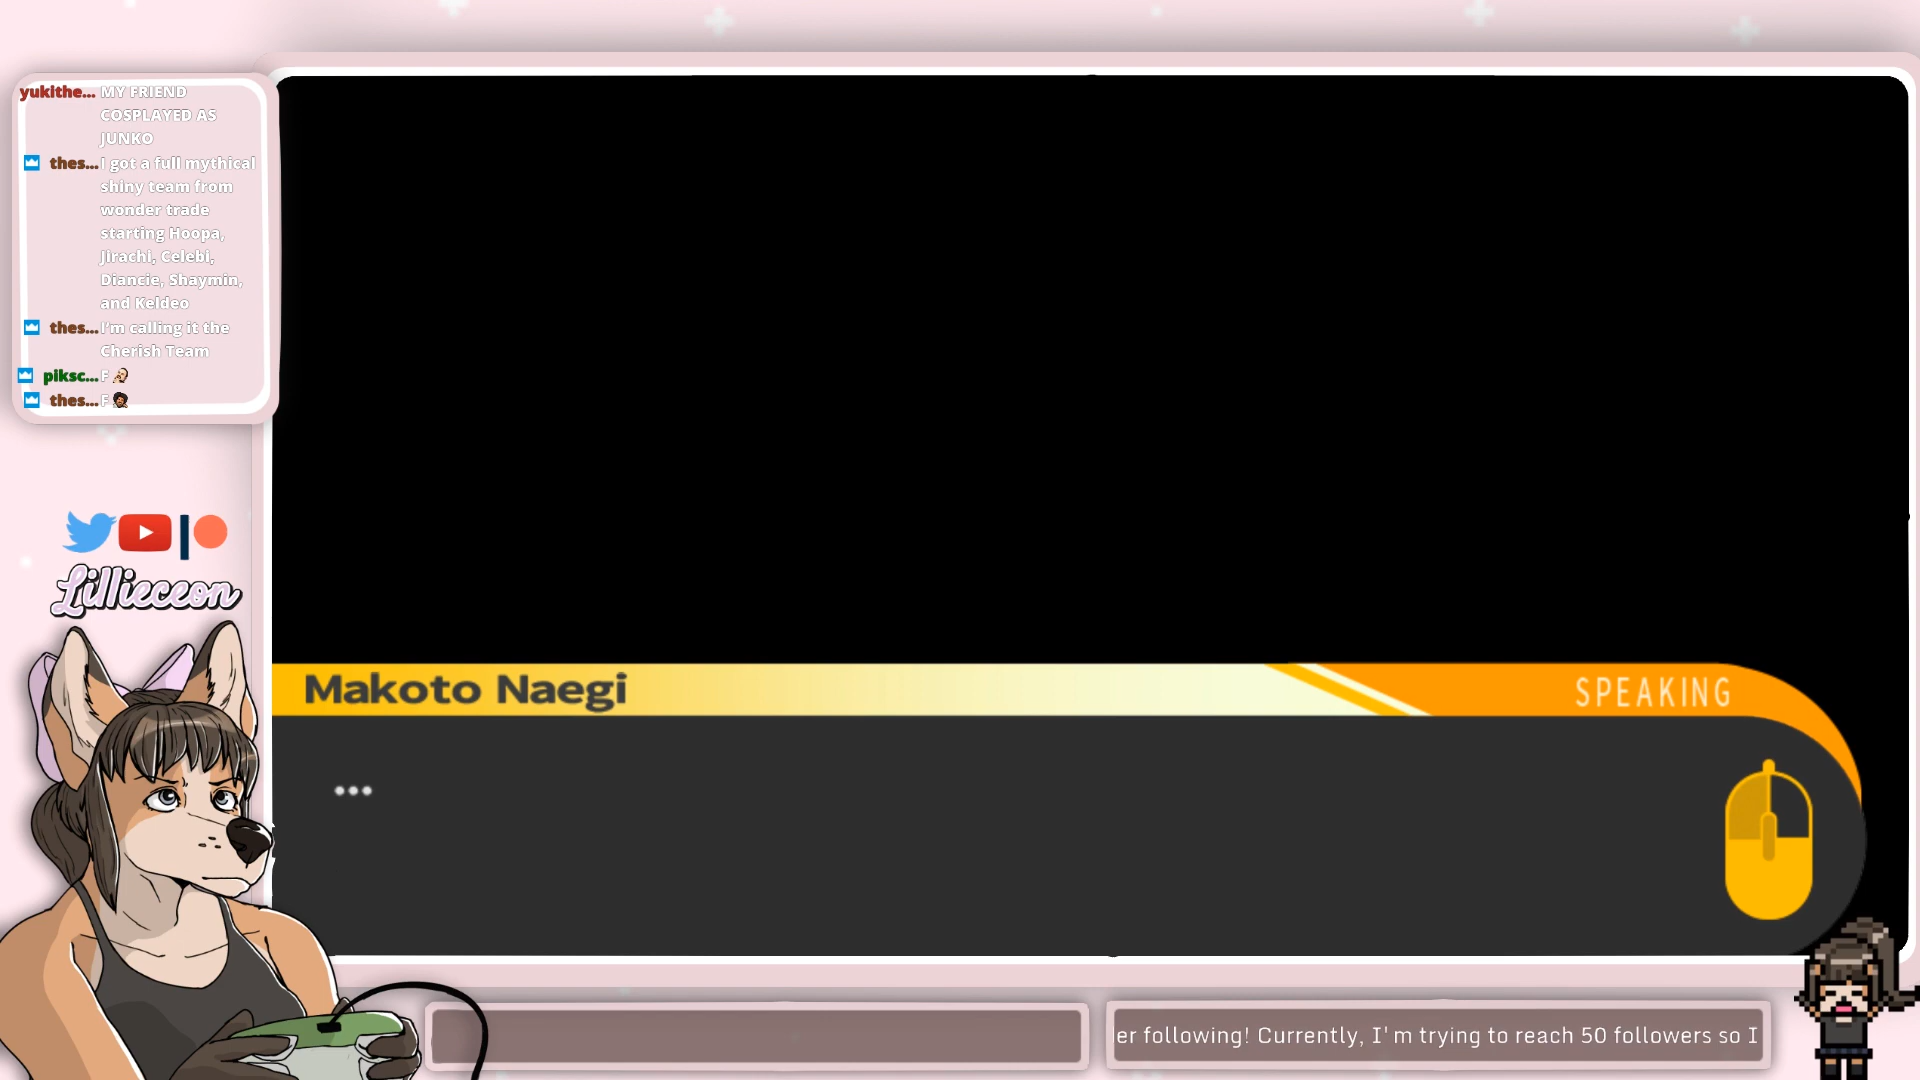 yukithe... MY FRIEND
COSPLAYED AS
JUNKO
thes... I got a full mythical
shiny team from
wonder trade
starting Hoopa,
Jirachi, Celebi,
Diancie, Shaymin,
and Keldeo
thes... I'm calling it the
Cherish Team
piksc... F
thes... F
Lillieceon
Makoto Naegi
SPEAKING
...
er following! Currently, I'm trying to reach 50 followers so I